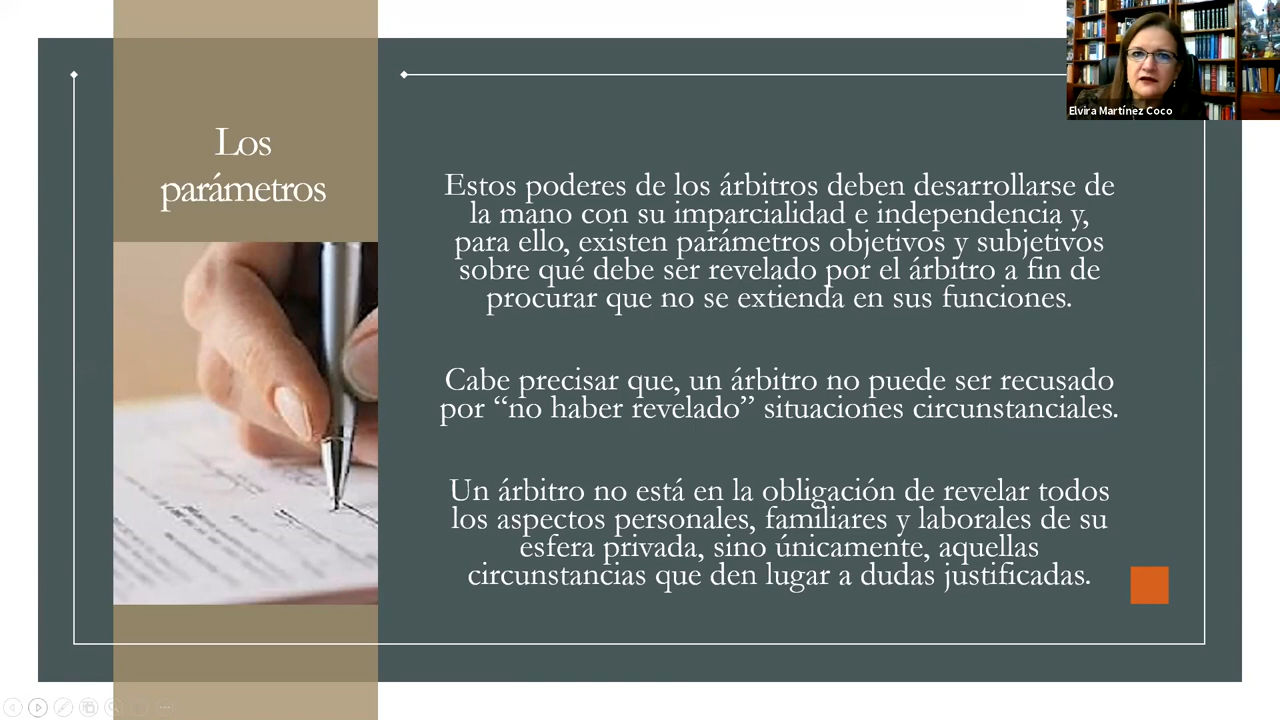 Los
parámetros
Estos poderes de los árbitros deben desarrollarse de
la mano con su imparcialidad e independencia y,
para ello, existen parámetros objetivos y subjetivos
sobre qué debe ser revelado por el árbitro a fin de
procurar que no se extienda en sus funciones.
Cabe precisar que, un árbitro no puede ser recusado
por “no haber revelado” situaciones circunstanciales.
Un árbitro no está en la obligación de revelar todos
los aspectos personales, familiares y laborales de su
esfera privada, sino únicamente, aquellas
circunstancias que den lugar a dudas justificadas.
Elvira Martínez Coco